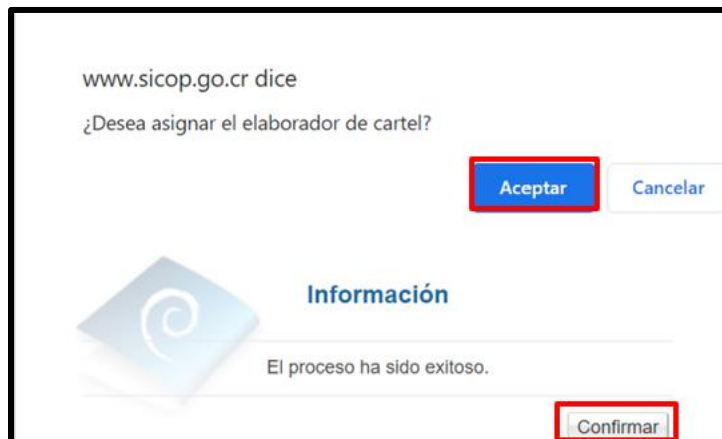 www.sicop.go.cr dice
¿Desea asignar el elaborador de cartel?
Aceptar Cancelar
Información
El proceso ha sido exitoso.
Confirmar